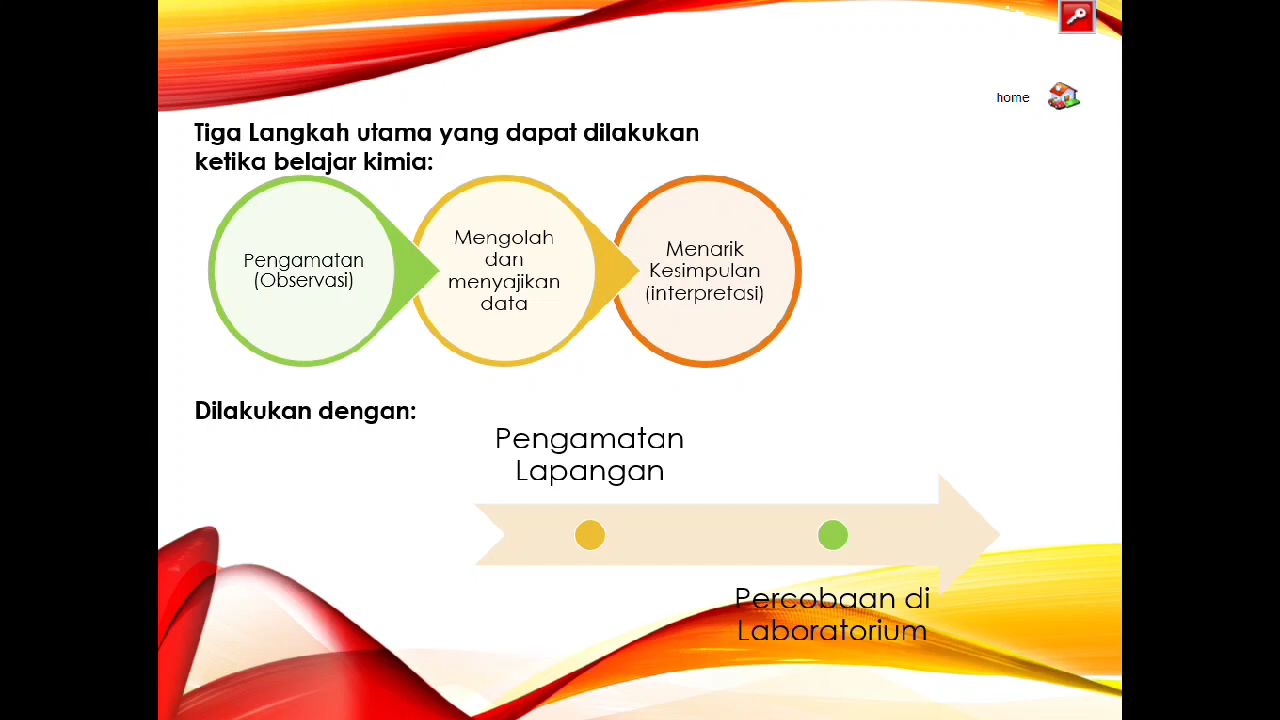 home
Tiga Langkah utama yang dapat dilakukan
ketika belajar kimia:
Pengamatan
(Observasi)
Mengolah
dan
menyajikan
data
Menarik
Kesimpulan
(interpretasi)
Dilakukan dengan:
Pengamatan
Lapangan
Percobaan di
Laboratorium